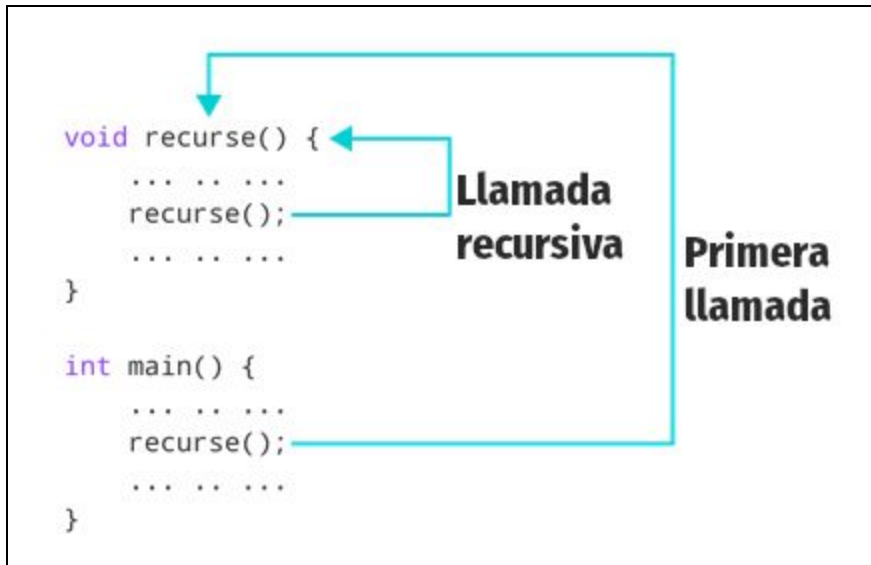 void recurse() {
... .. ...
recurse();
... .. ...
}
Llamada
recursiva
Primera
llamada
int main() {
... .. ...
recurse();
... .. ...
}